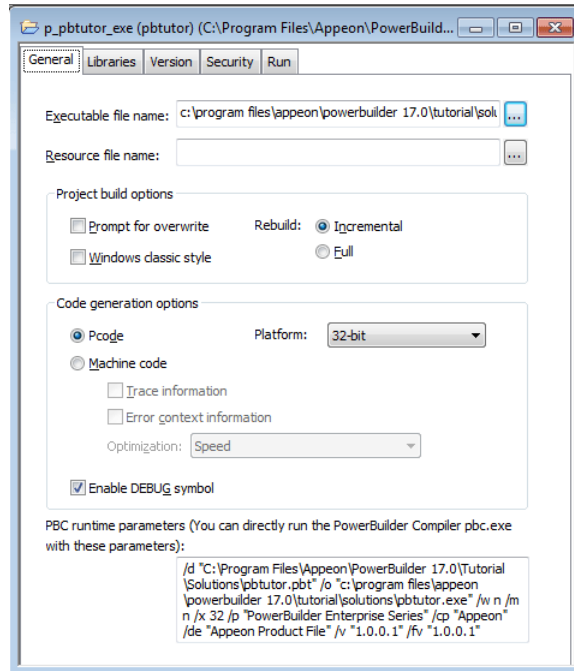 p_pbtutor_exe (pbtutor) (C:\Program Files\Appeon\PowerBuild...
General Libraries Version Security Run
Executable file name: c:\program files\appeon\powerbuilder 17.0\tutorial\solu ...
Resource file name: ...
Project build options
Prompt for overwrite Rebuild: Incremental
Windows classic style Full
Code generation options
Pcode Platform: 32-bit
Machine code
Trace information
Error context information
Optimization: Speed
Enable DEBUG symbol
PBC runtime parameters (You can directly run the PowerBuilder Compiler pbc.exe
with these parameters):
/d "C:\Program Files\Appeon\PowerBuilder 17.0\Tutorial
\Solutions\pbtutor.pbt" /o "c:\program files\appeon
\powerbuilder 17.0\tutorial\solutions\pbtutor.exe" /w n /m
n /x 32 /p "PowerBuilder Enterprise Series" /cp "Appeon"
/de "Appeon Product File" /v "1.0.0.1" /fv "1.0.0.1"